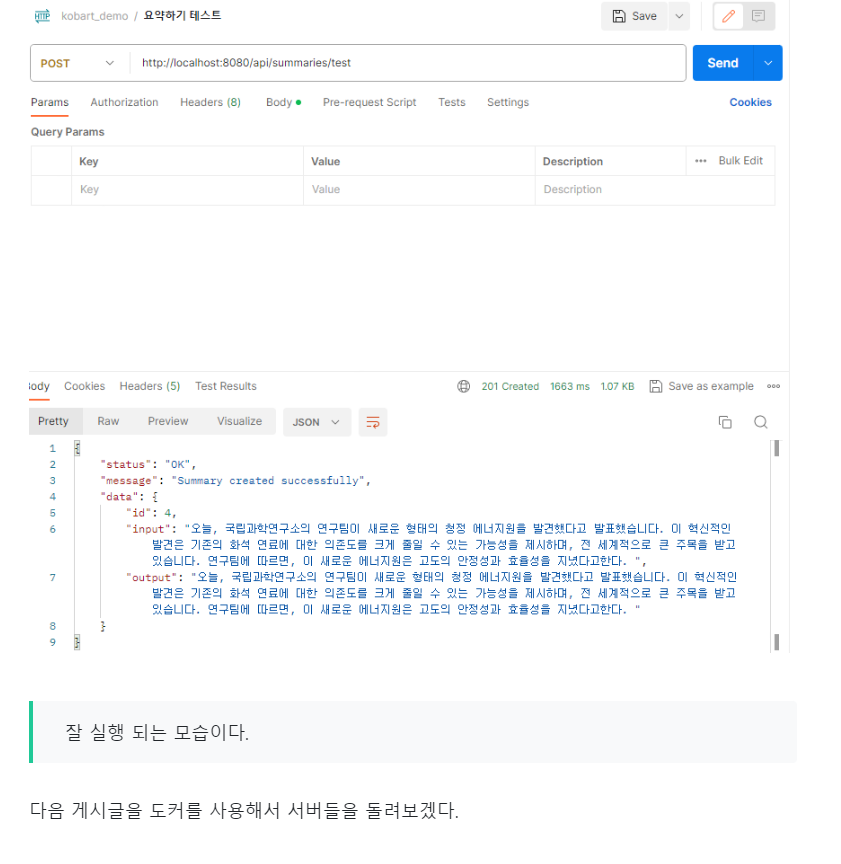 HTTP kobart_demo / 요약하기 테스트 Save
POST http://localhost:8080/api/summaries/test Send
Params Authorization Headers (8) Body Pre-request Script Tests Settings Cookies
Query Params
Key Value Description ••• Bulk Edit
Key Value Description
Body Cookies Headers (5) Test Results 201 Created 1663 ms 1.07 KB Save as example
Pretty Raw Preview Visualize JSON
1 {
2 "status": "OK",
3 "message": "Summary created successfully",
4 "data": {
5 "id": 4,
6 "input": "오늘, 국립과학연구소의 연구팀이 새로운 형태의 청정 에너지원을 발견했다고 발표했습니다. 이 혁신적인
발견은 기존의 화석 연료에 대한 의존도를 크게 줄일 수 있는 가능성을 제시하며, 전 세계적으로 큰 주목을 받고
있습니다. 연구팀에 따르면, 이 새로운 에너지원은 고도의 안정성과 효율성을 지녔다고한다. ",
7 "output": "오늘, 국립과학연구소의 연구팀이 새로운 형태의 청정 에너지원을 발견했다고 발표했습니다. 이 혁신적인
발견은 기존의 화석 연료에 대한 의존도를 크게 줄일 수 있는 가능성을 제시하며, 전 세계적으로 큰 주목을 받고
있습니다. 연구팀에 따르면, 이 새로운 에너지원은 고도의 안정성과 효율성을 지녔다고한다. "
8 }
9 }
잘 실행 되는 모습이다.
다음 게시글을 도커를 사용해서 서버들을 돌려보겠다.